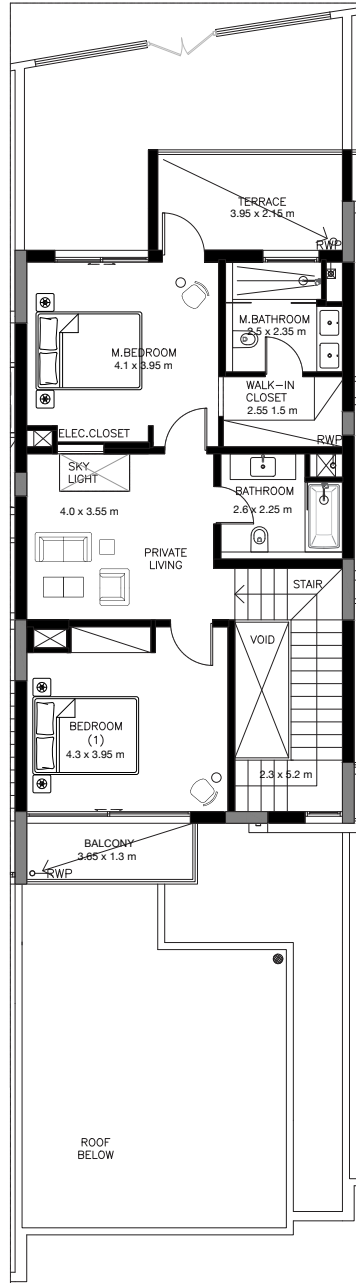 TERRACE
3.95 x 2.15 m
RWP
M.BATHROOM
2.5 x 2.35 m
M.BEDROOM
4.1 x 3.95 m
WALK-IN
CLOSET
2.55 1.5 m
ELEC.CLOSET
RWP
SKY
LIGHT
BATHROOM
2.6 x 2.25 m
4.0 x 3.55 m
PRIVATE
LIVING
STAIR
VOID
BEDROOM
(1)
4.3 x 3.95 m
2.3 x 5.2 m
BALCONY
3.65 x 1.3 m
RWP
ROOF
BELOW